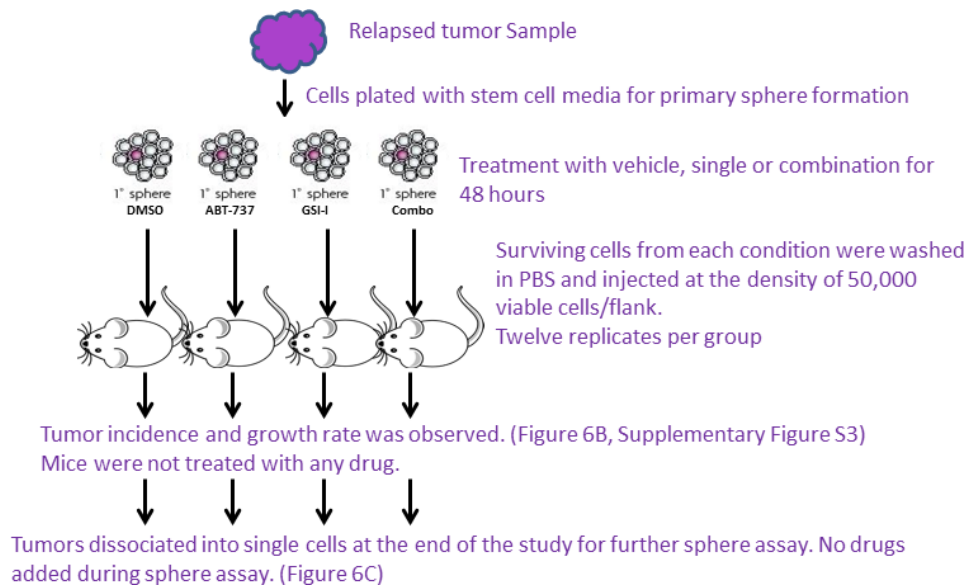 Relapsed tumor Sample
Cells plated with stem cell media for primary sphere formation
1° sphere 1° sphere 1° sphere 1° sphere
DMSO ABT-737 GSI-I Combo
Treatment with vehicle, single or combination for
48 hours
Surviving cells from each condition were washed
in PBS and injected at the density of 50,000
viable cells/flank.
Twelve replicates per group
Tumor incidence and growth rate was observed. (Figure 6B, Supplementary Figure S3)
Mice were not treated with any drug.
Tumors dissociated into single cells at the end of the study for further sphere assay. No drugs
added during sphere assay. (Figure 6C)